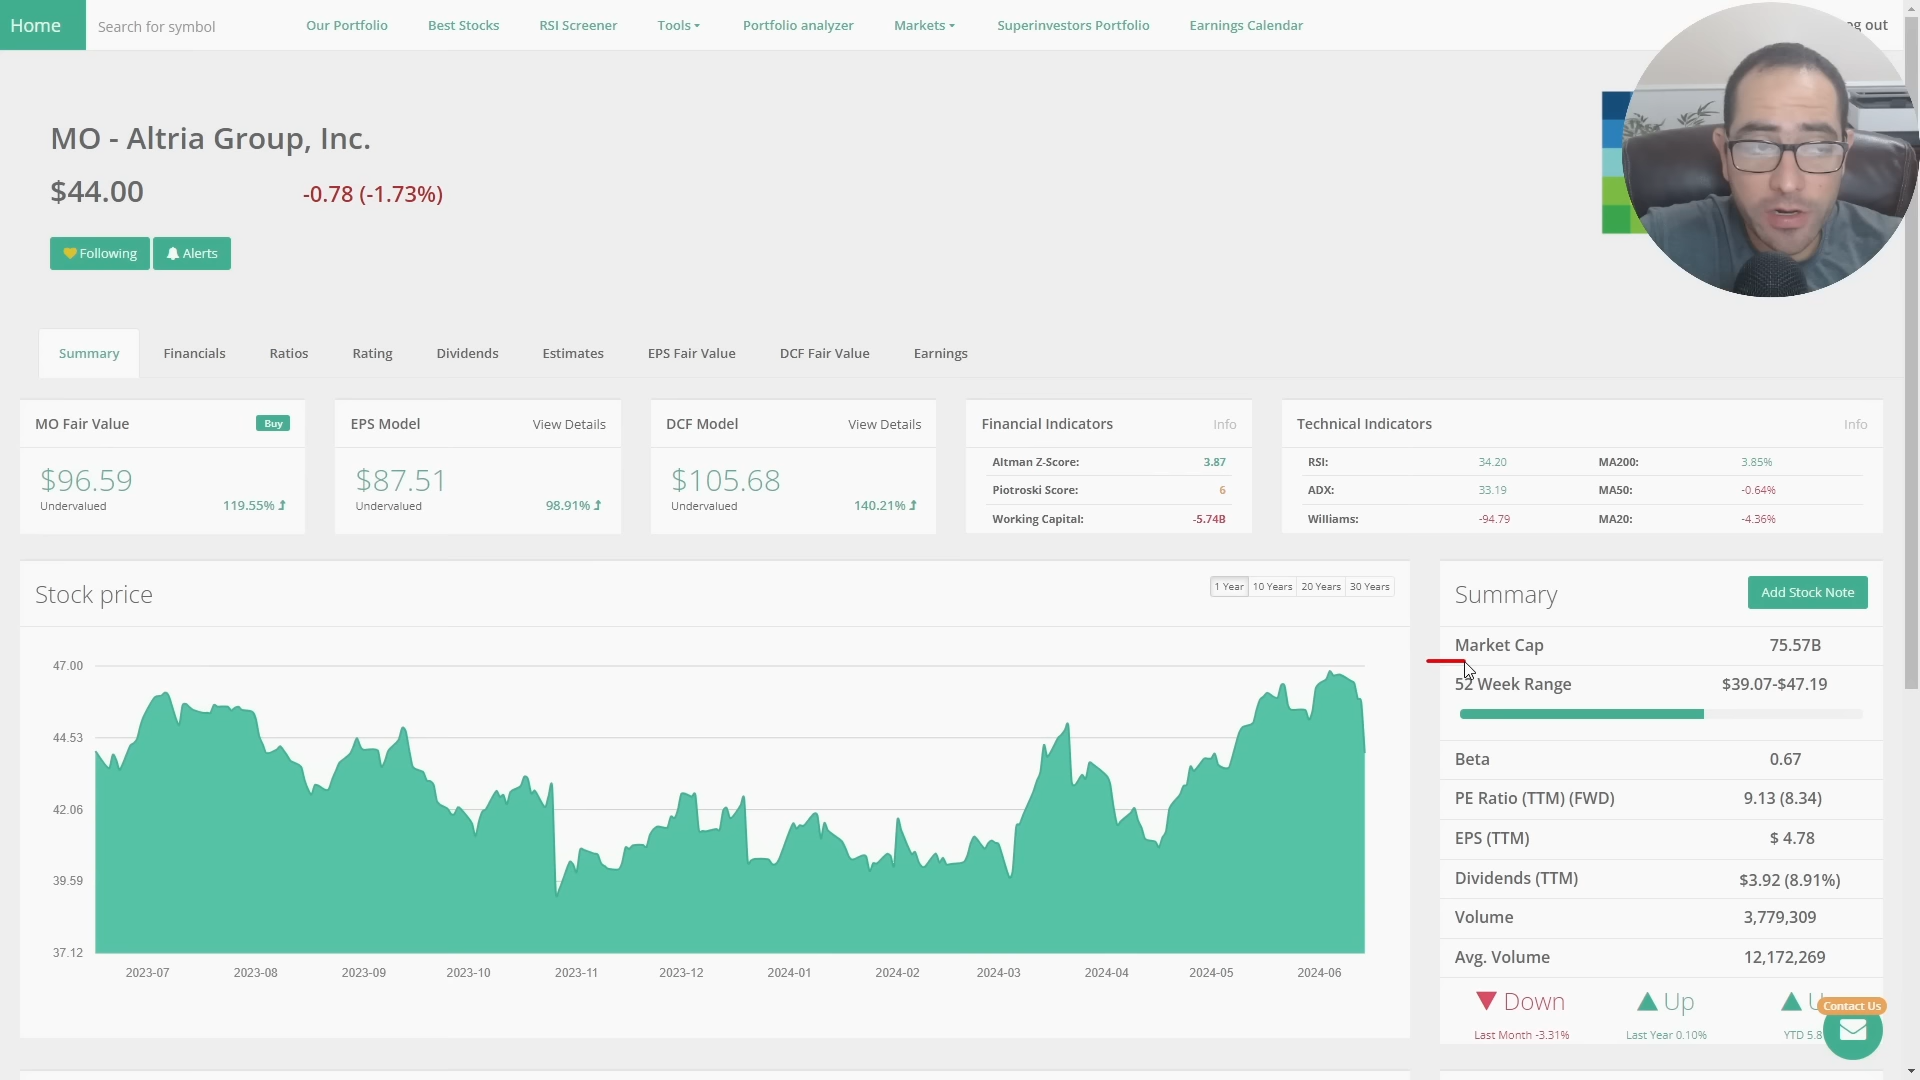 Home
Search for symbol
Our Portfolio
Best Stocks
RSI Screener
Tools
Portfolio analyzer
Markets
Superinvestors Portfolio
Earnings Calendar
out
MO - Altria Group, Inc.
$44.00
-0.78 (-1.73%)
Following
Alerts
Summary
Financials
Ratios
Rating
Dividends
Estimates
EPS Fair Value
DCF Fair Value
Earnings
MO Fair Value
Buy
$96.59
Undervalued
119.55%
EPS Model
View Details
$87.51
Undervalued
98.91%
DCF Model
View Details
$105.68
Undervalued
140.21%
Financial Indicators
Info
Altman Z-Score: 3.87
Piotroski Score: 6
Working Capital: -5.74B
Technical Indicators
Info
RSI: 34.20 MA200: 3.85%
ADX: 33.19 MA50: -0.64%
Williams: -94.79 MA20: -4.36%
Stock price
1 Year
10 Years
20 Years
30 Years
47.00
44.53
42.06
39.59
37.12
2023-07
2023-08
2023-09
2023-10
2023-11
2023-12
2024-01
2024-02
2024-03
2024-04
2024-05
2024-06
Summary
Add Stock Note
Market Cap 75.57B
52 Week Range $39.07-$47.19
Beta 0.67
PE Ratio (TTM) (FWD) 9.13 (8.34)
EPS (TTM) $ 4.78
Dividends (TTM) $3.92 (8.91%)
Volume 3,779,309
Avg. Volume 12,172,269
Down
Last Month -3.31%
Up
Last Year 0.10%
YTD 5.8
Contact Us